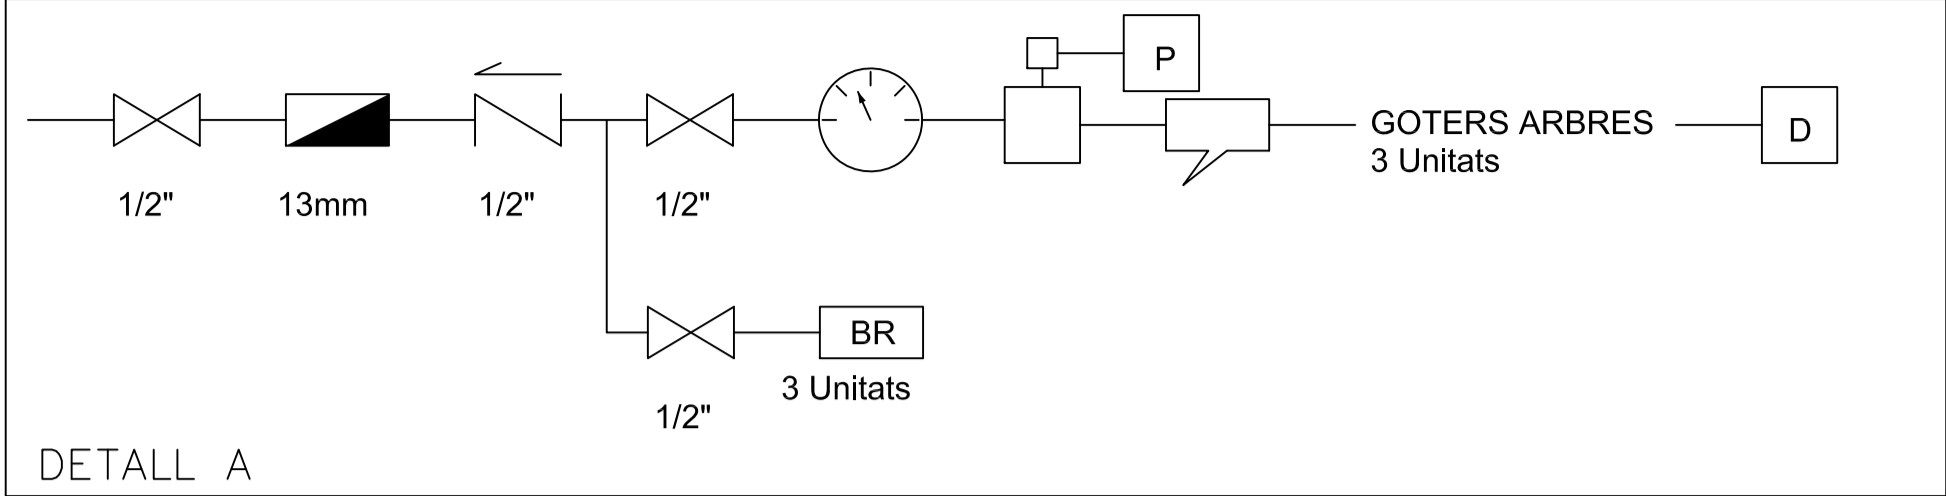 P
GOTERS ARBRES
3 Unitats
D
1/2"
13mm
1/2"
1/2"
BR
3 Unitats
1/2"
DETALL A